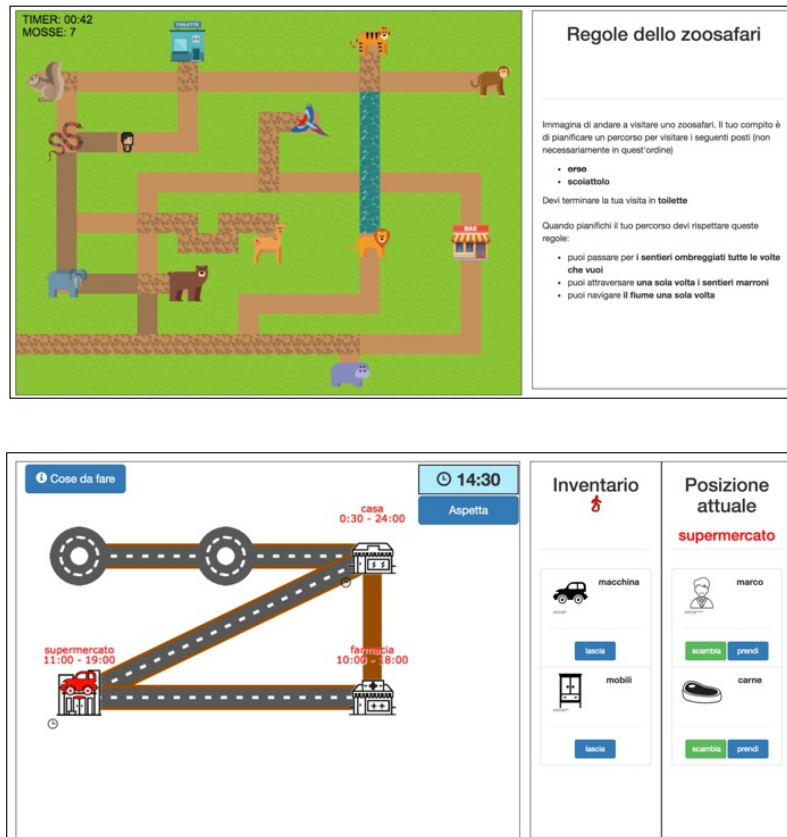 TIMER: 00:42
MOSSE: 7
TOILETTE
BAR
Regole dello zoosafari
Immagina di andare a visitare uno zoosafari. Il tuo compito è
di pianificare un percorso per visitare i seguenti posti (non
necessariamente in quest'ordine)
• orso
• scoiattolo
Devi terminare la tua visita in toilette
Quando pianifichi il tuo percorso devi rispettare queste
regole:
• puoi passare per i sentieri ombreggiati tutte le volte
che vuoi
• puoi attraversare una sola volta i sentieri marroni
• puoi navigare il fiume una sola volta
Cose da fare
14:30
Aspetta
casa
0:30 - 24:00
supermercato
11:00 - 19:00
farmacia
10:00 - 18:00
Inventario
macchina
lascia
mobili
lascia
Posizione
attuale
supermercato
marco
scambia prendi
carne
scambia prendi